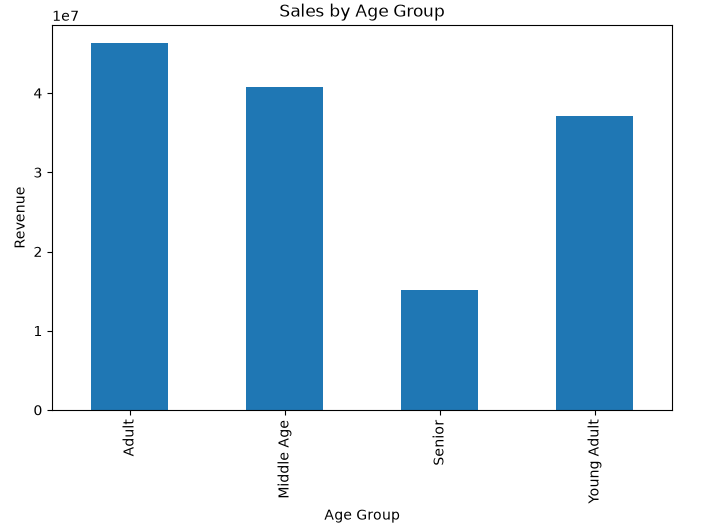 Sales by Age Group
1e7
4
3
2
1
0
Revenue
Adult
Middle Age
Senior
Young Adult
Age Group